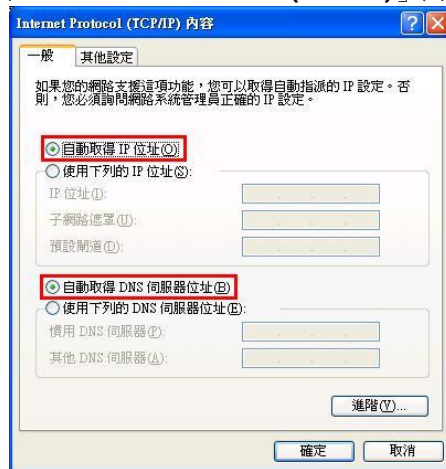 Internet Protocol (TCP/IP) 內容
一般 其他設定
如果您的網路支援這項功能，您可以取得自動指派的 IP 設定。否
則，您必須詢問網路系統管理員正確的 IP 設定。
自動取得 IP 位址(O)
使用下列的 IP 位址(S):
IP 位址(I):
子網路遮罩(U):
預設閘道(D):
自動取得 DNS 伺服器位址(B)
使用下列的 DNS 伺服器位址(E):
慣用 DNS 伺服器(P):
其他 DNS 伺服器(A):
進階(V)...
確定 取消